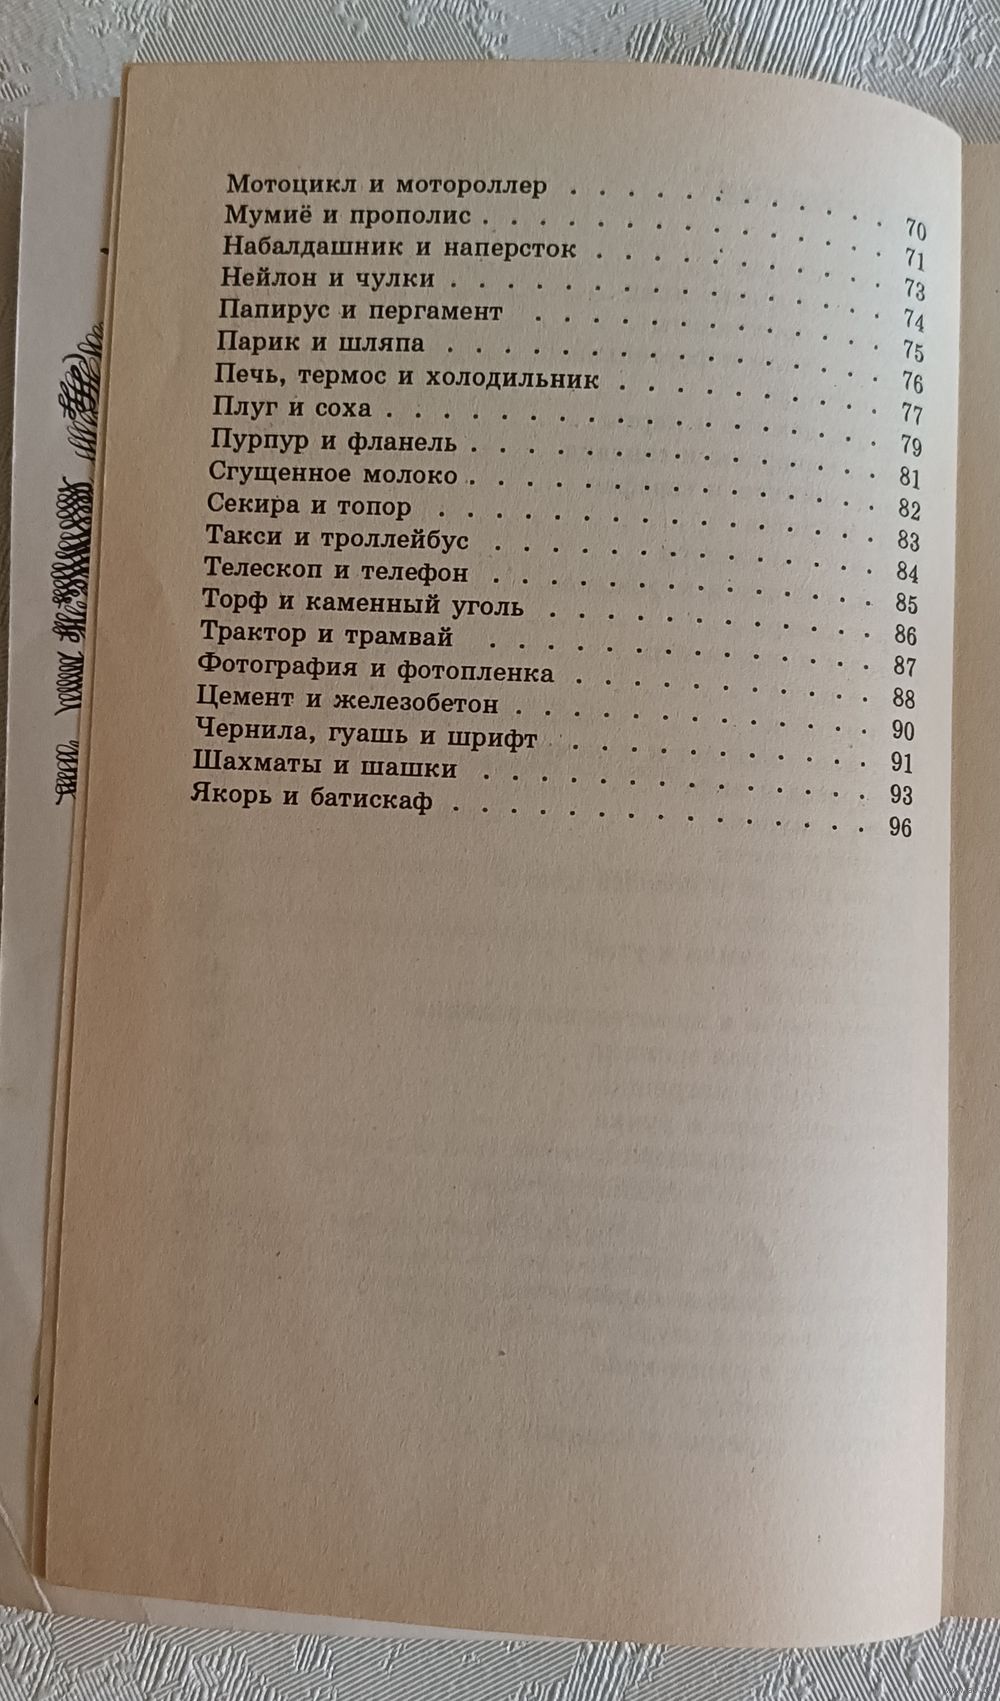 Мотоцикл и мотороллер . . . . . . . . . . . 70
Мумиё и прополис . . . . . . . . . . . . . . 71
Набалдашник и наперсток . . . . . . . . . . 73
Нейлон и чулки . . . . . . . . . . . . . . . 74
Папирус и пергамент . . . . . . . . . . . . 75
Парик и шляпа . . . . . . . . . . . . . . . 76
Печь, термос и холодильник . . . . . . . . . 77
Плуг и соха . . . . . . . . . . . . . . . . . 79
Пурпур и фланель . . . . . . . . . . . . . . 81
Сгущенное молоко . . . . . . . . . . . . . . 82
Секира и топор . . . . . . . . . . . . . . . 83
Такси и троллейбус . . . . . . . . . . . . . 84
Телескоп и телефон . . . . . . . . . . . . . 85
Торф и каменный уголь . . . . . . . . . . . 86
Трактор и трамвай . . . . . . . . . . . . . 87
Фотография и фотопленка . . . . . . . . . . 88
Цемент и железобетон . . . . . . . . . . . . 90
Чернила, гуашь и шрифт . . . . . . . . . . . 91
Шахматы и шашки . . . . . . . . . . . . . . 93
Якорь и батискаф . . . . . . . . . . . . . . 96